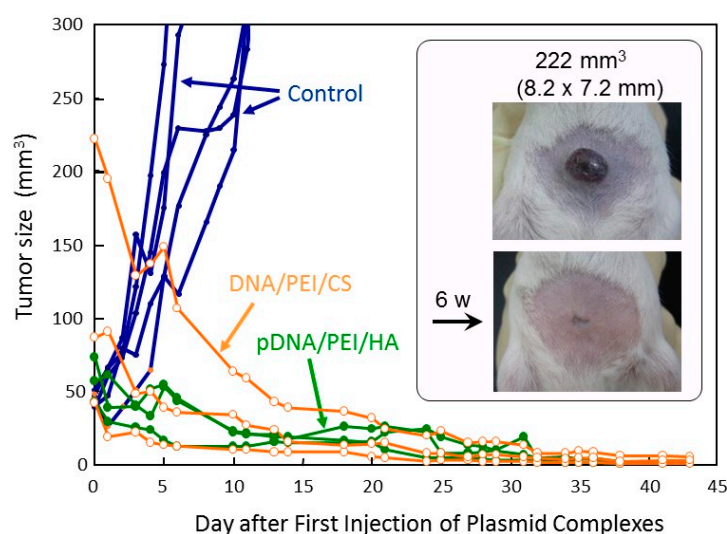 300
250
200
150
100
50
0
Tumor size (mm³)
Control
DNA/PEI/CS
pDNA/PEI/HA
222 mm³
(8.2 x 7.2 mm)
6 w
0 5 10 15 20 25 30 35 40 45
Day after First Injection of Plasmid Complexes